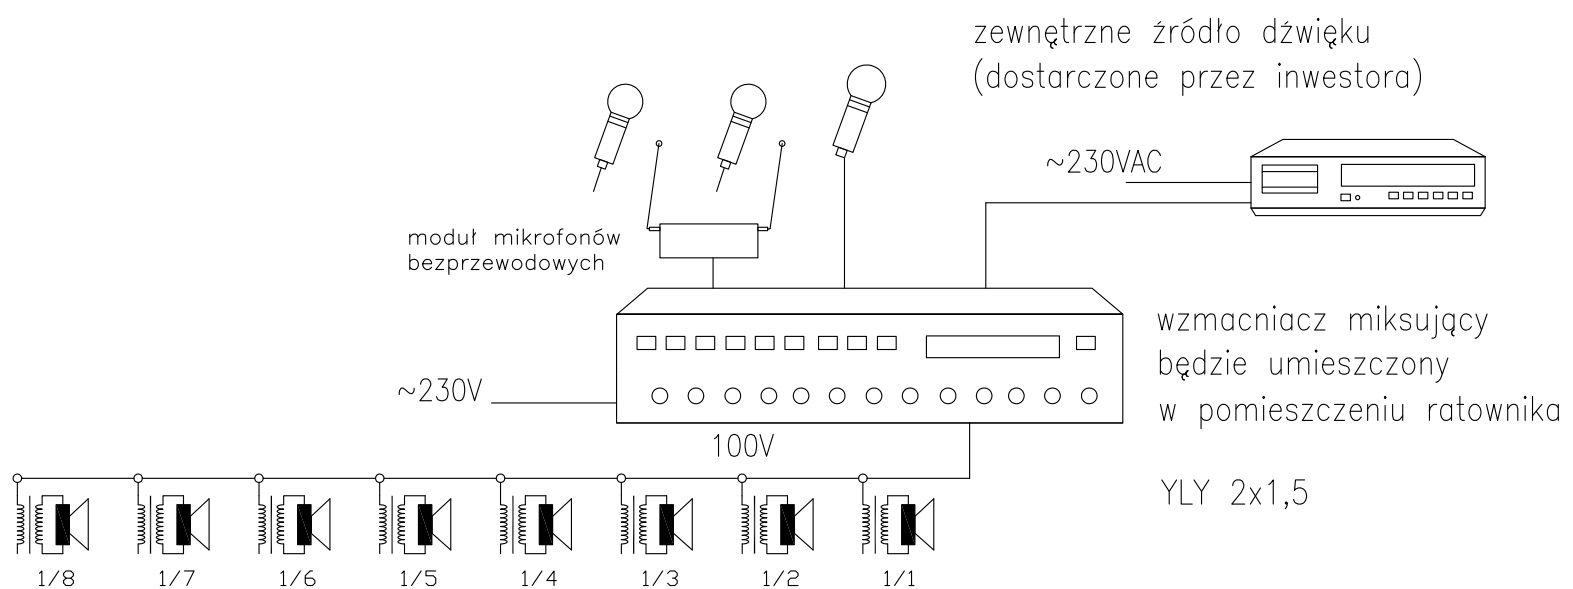 zewnętrzne źródło dźwięku
(dostarczone przez inwestora)
~230VAC
moduł mikrofonów
bezprzewodowych
wzmacniacz miksujący
będzie umieszczony
w pomieszczeniu ratownika
~230V
100V
YLY 2x1,5
1/8 1/7 1/6 1/5 1/4 1/3 1/2 1/1